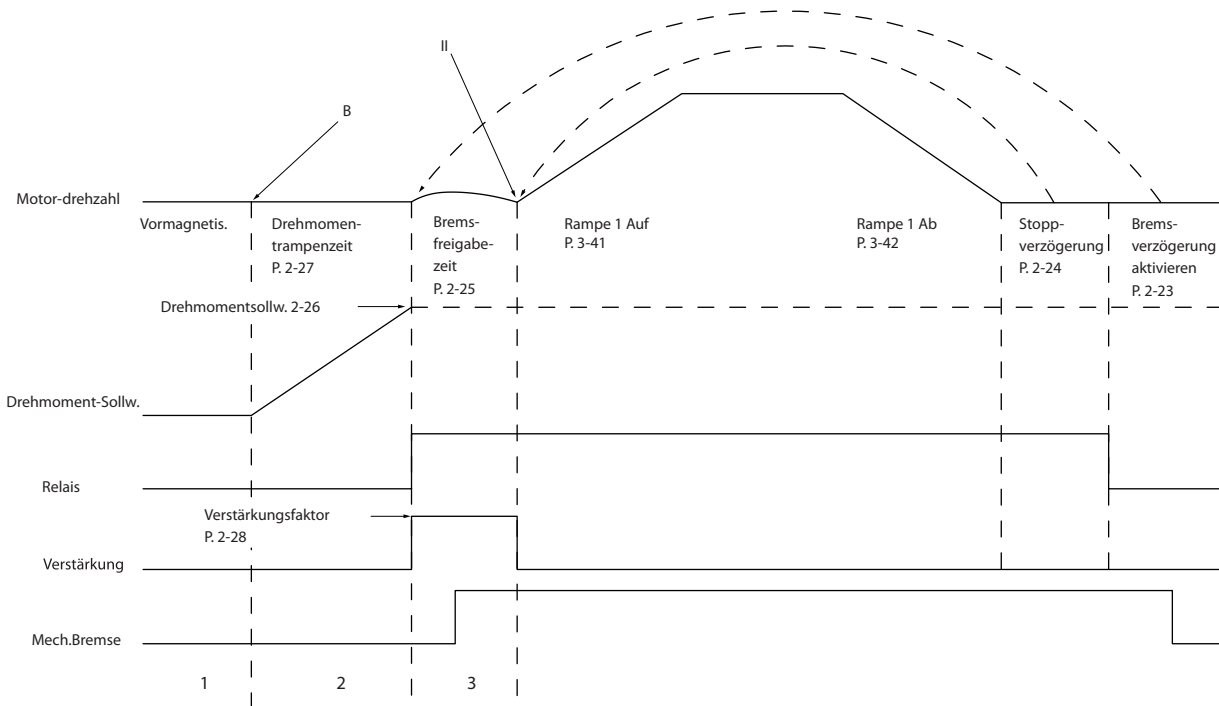 II
B
Motor-drehzahl
Vormagnetis.
Drehmomen-
trampenzeit
P. 2-27
Brems-
freigabe-
zeit
P. 2-25
Rampe 1 Auf
P. 3-41
Rampe 1 Ab
P. 3-42
Stopp-
verzögerung
P. 2-24
Brems-
verzögerung
aktivieren
P. 2-23
Drehmomentsollw. 2-26
Drehmoment-Sollw.
Relais
Verstärkungsfaktor
P. 2-28
Verstärkung
Mech.Bremse
1
2
3